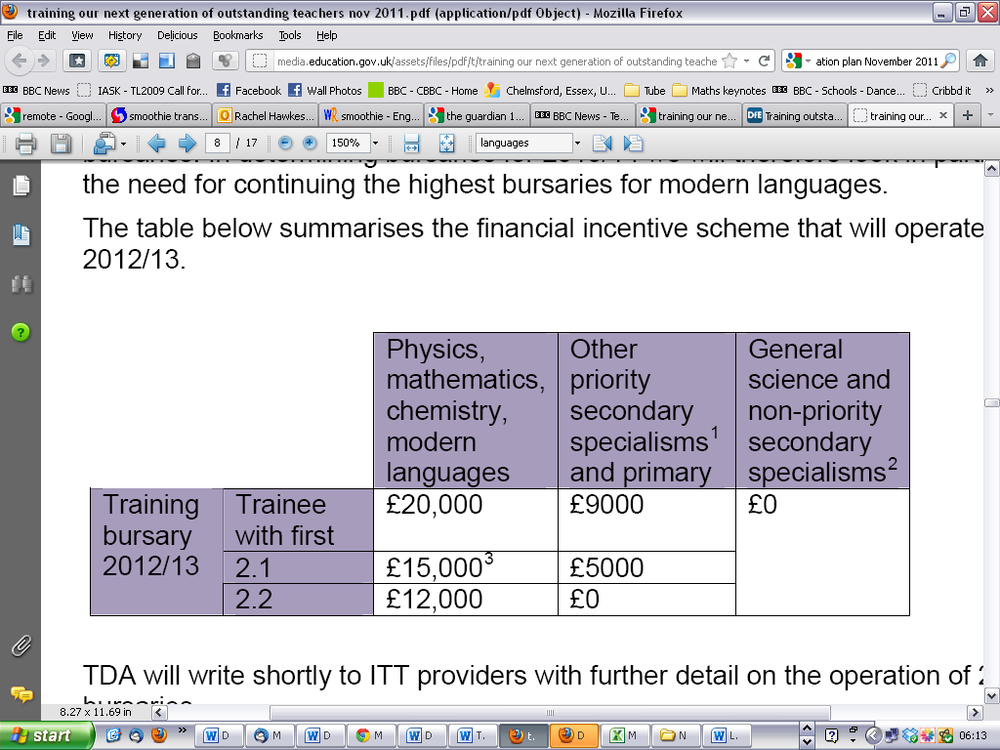 training our next generation of outstanding teachers nov 2011.pdf (application/pdf Object) - Mozilla Firefox
File Edit View History Delicious Bookmarks Tools Help
media.education.gov.uk/assets/files/pdf/t/training our next generation of outstanding teache
ation plan November 2011
BBC News IASK - TL2009 Call for... Facebook Wall Photos BBC - CBBC - Home Chelmsford, Essex, U... Tube Maths keynotes BBC - Schools - Dance... Cribbd it »
remote - Googl... smoothie trans... Rachel Hawkes... smoothie - Eng... the guardian 1... BBC News - Te... training our ne... Training outsta... training our...
8 / 17 150% languages
the need for continuing the highest bursaries for modern languages.
The table below summarises the financial incentive scheme that will operate
2012/13.
Physics,
mathematics,
chemistry,
modern
languages
Other
priority
secondary
specialisms1
and primary
General
science and
non-priority
secondary
specialisms2
Training
bursary
2012/13
Trainee
with first
£20,000
£9000
£0
2.1
£15,0003
£5000
2.2
£12,000
£0
TDA will write shortly to ITT providers with further detail on the operation of
8.27 x 11.69 in
start D M D M D T. t. D M N L. 06:13